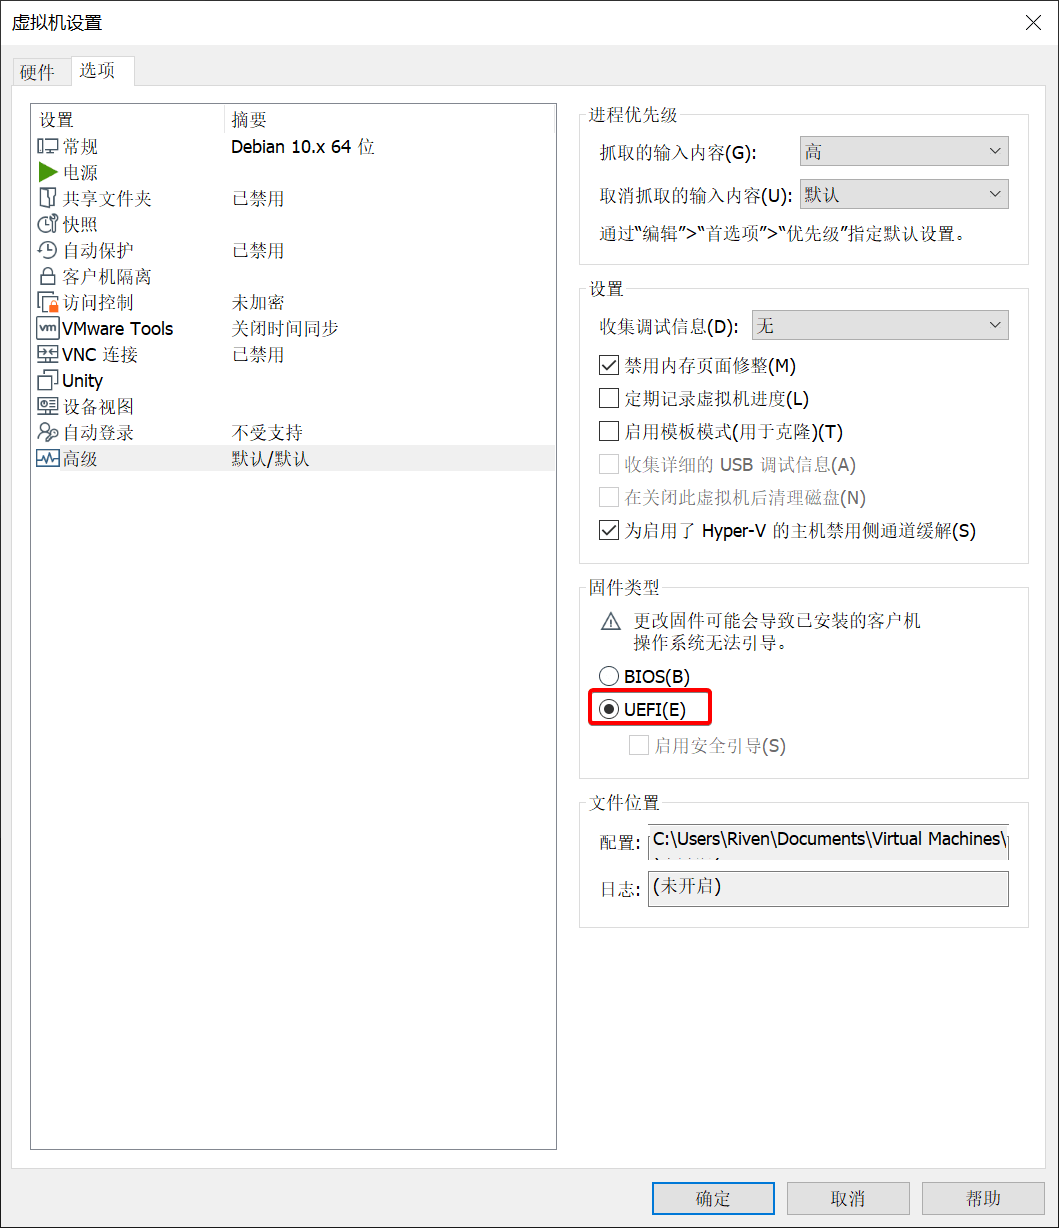 虚拟机设置
硬件 选项
设置 摘要
常规 Debian 10.x 64 位
电源
共享文件夹 已禁用
快照
自动保护 已禁用
客户机隔离
访问控制 未加密
vm VMware Tools 关闭时间同步
VNC 连接 已禁用
Unity
设备视图
自动登录 不受支持
高级 默认/默认
进程优先级
抓取的输入内容(G): 高
取消抓取的输入内容(U): 默认
通过“编辑”>“首选项”>“优先级”指定默认设置。
设置
收集调试信息(D): 无
禁用内存页面修整(M)
定期记录虚拟机进度(L)
启用模板模式(用于克隆)(T)
收集详细的 USB 调试信息(A)
在关闭此虚拟机后清理磁盘(N)
为启用了 Hyper-V 的主机禁用侧通道缓解(S)
固件类型
更改固件可能会导致已安装的客户机
操作系统无法引导。
BIOS(B)
UEFI(E)
启用安全引导(S)
文件位置
配置: C:\Users\Riven\Documents\Virtual Machines\
日志: (未开启)
确定 取消 帮助